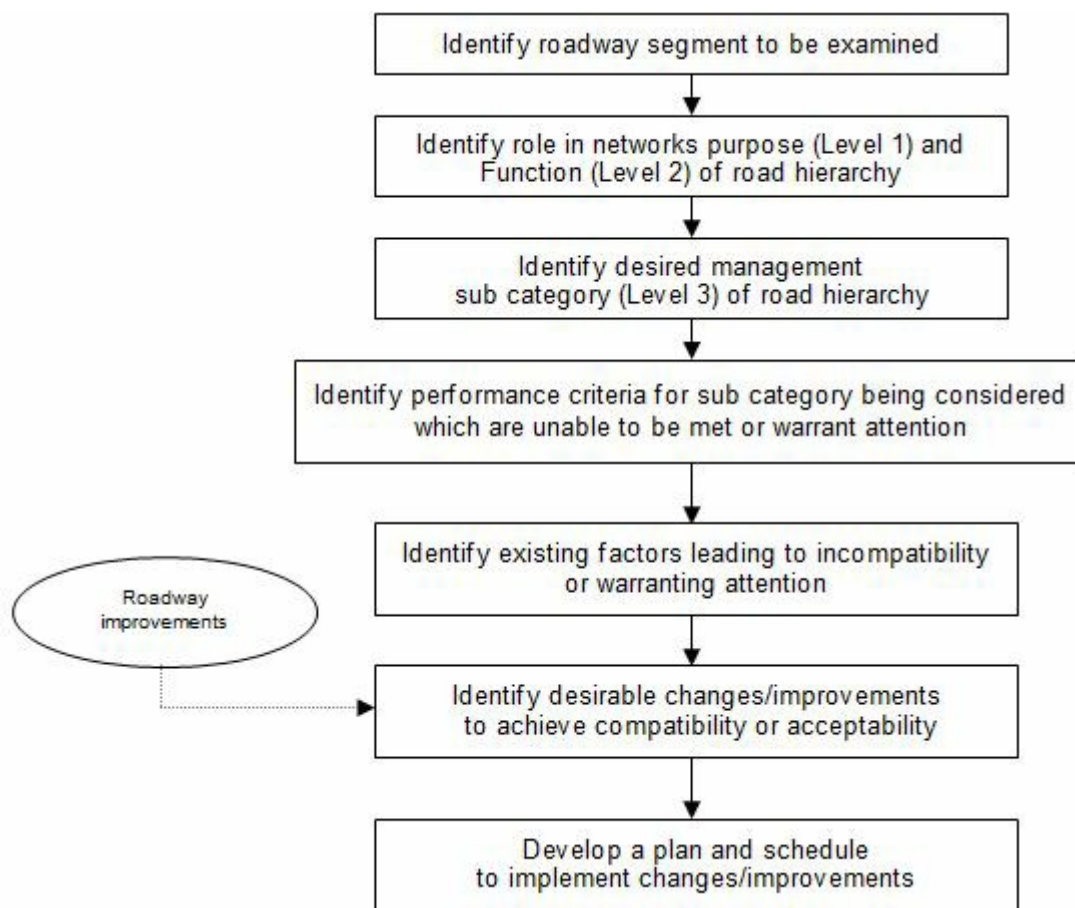 Identify roadway segment to be examined
Identify role in networks purpose (Level 1) and
Function (Level 2) of road hierarchy
Identify desired management
sub category (Level 3) of road hierarchy
Identify performance criteria for sub category being considered
which are unable to be met or warrant attention
Identify existing factors leading to incompatibility
or warranting attention
Roadway
improvements
Identify desirable changes/improvements
to achieve compatibility or acceptability
Develop a plan and schedule
to implement changes/improvements